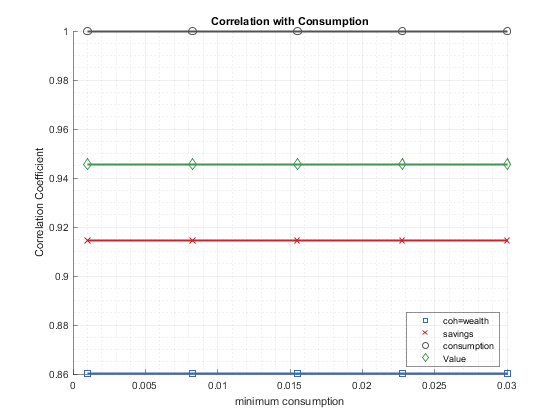 Correlation with Consumption
Correlation Coefficient
1
0.98
0.96
0.94
0.92
0.9
0.88
0.86
0
0.005
0.01
0.015
0.02
0.025
0.03
minimum consumption
coh=wealth
savings
consumption
Value